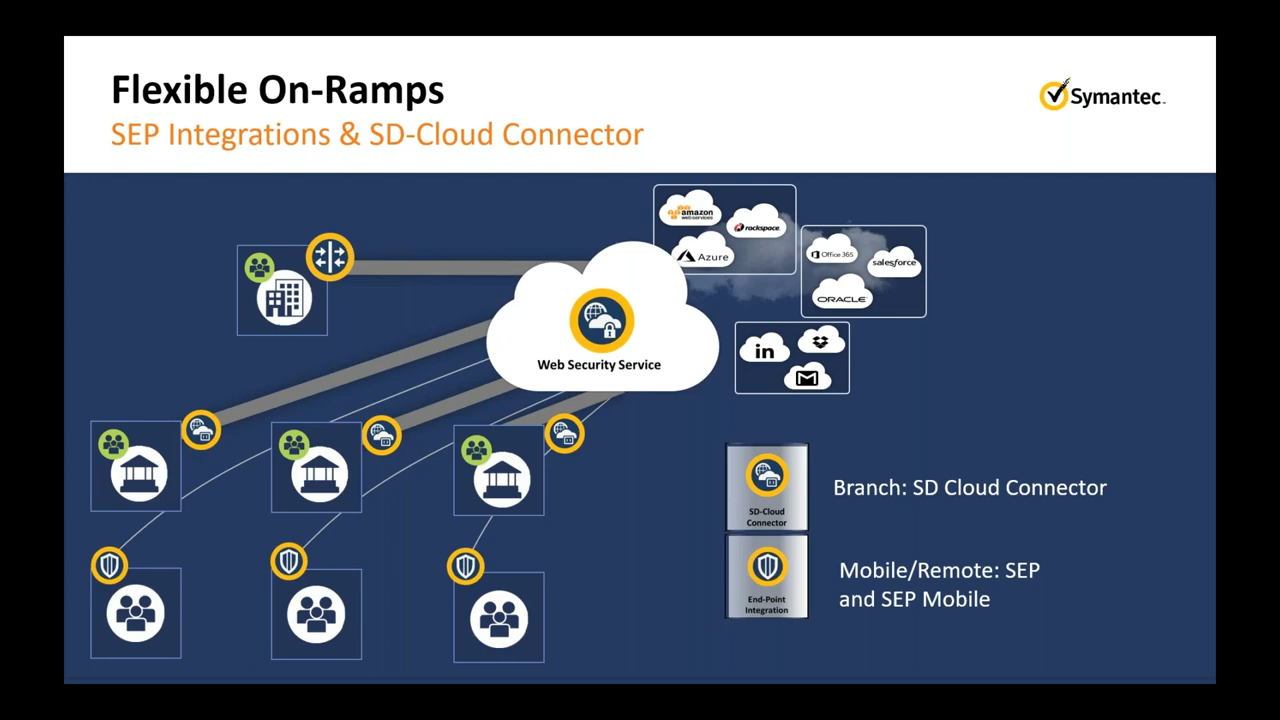 Flexible On-Ramps
SEP Integrations & SD-Cloud Connector
Symantec™
amazon
web services
rackspace
Azure
Office 365
salesforce
ORACLE
in
Web Security Service
SD-Cloud
Connector
Branch: SD Cloud Connector
End-Point
Integration
Mobile/Remote: SEP
and SEP Mobile